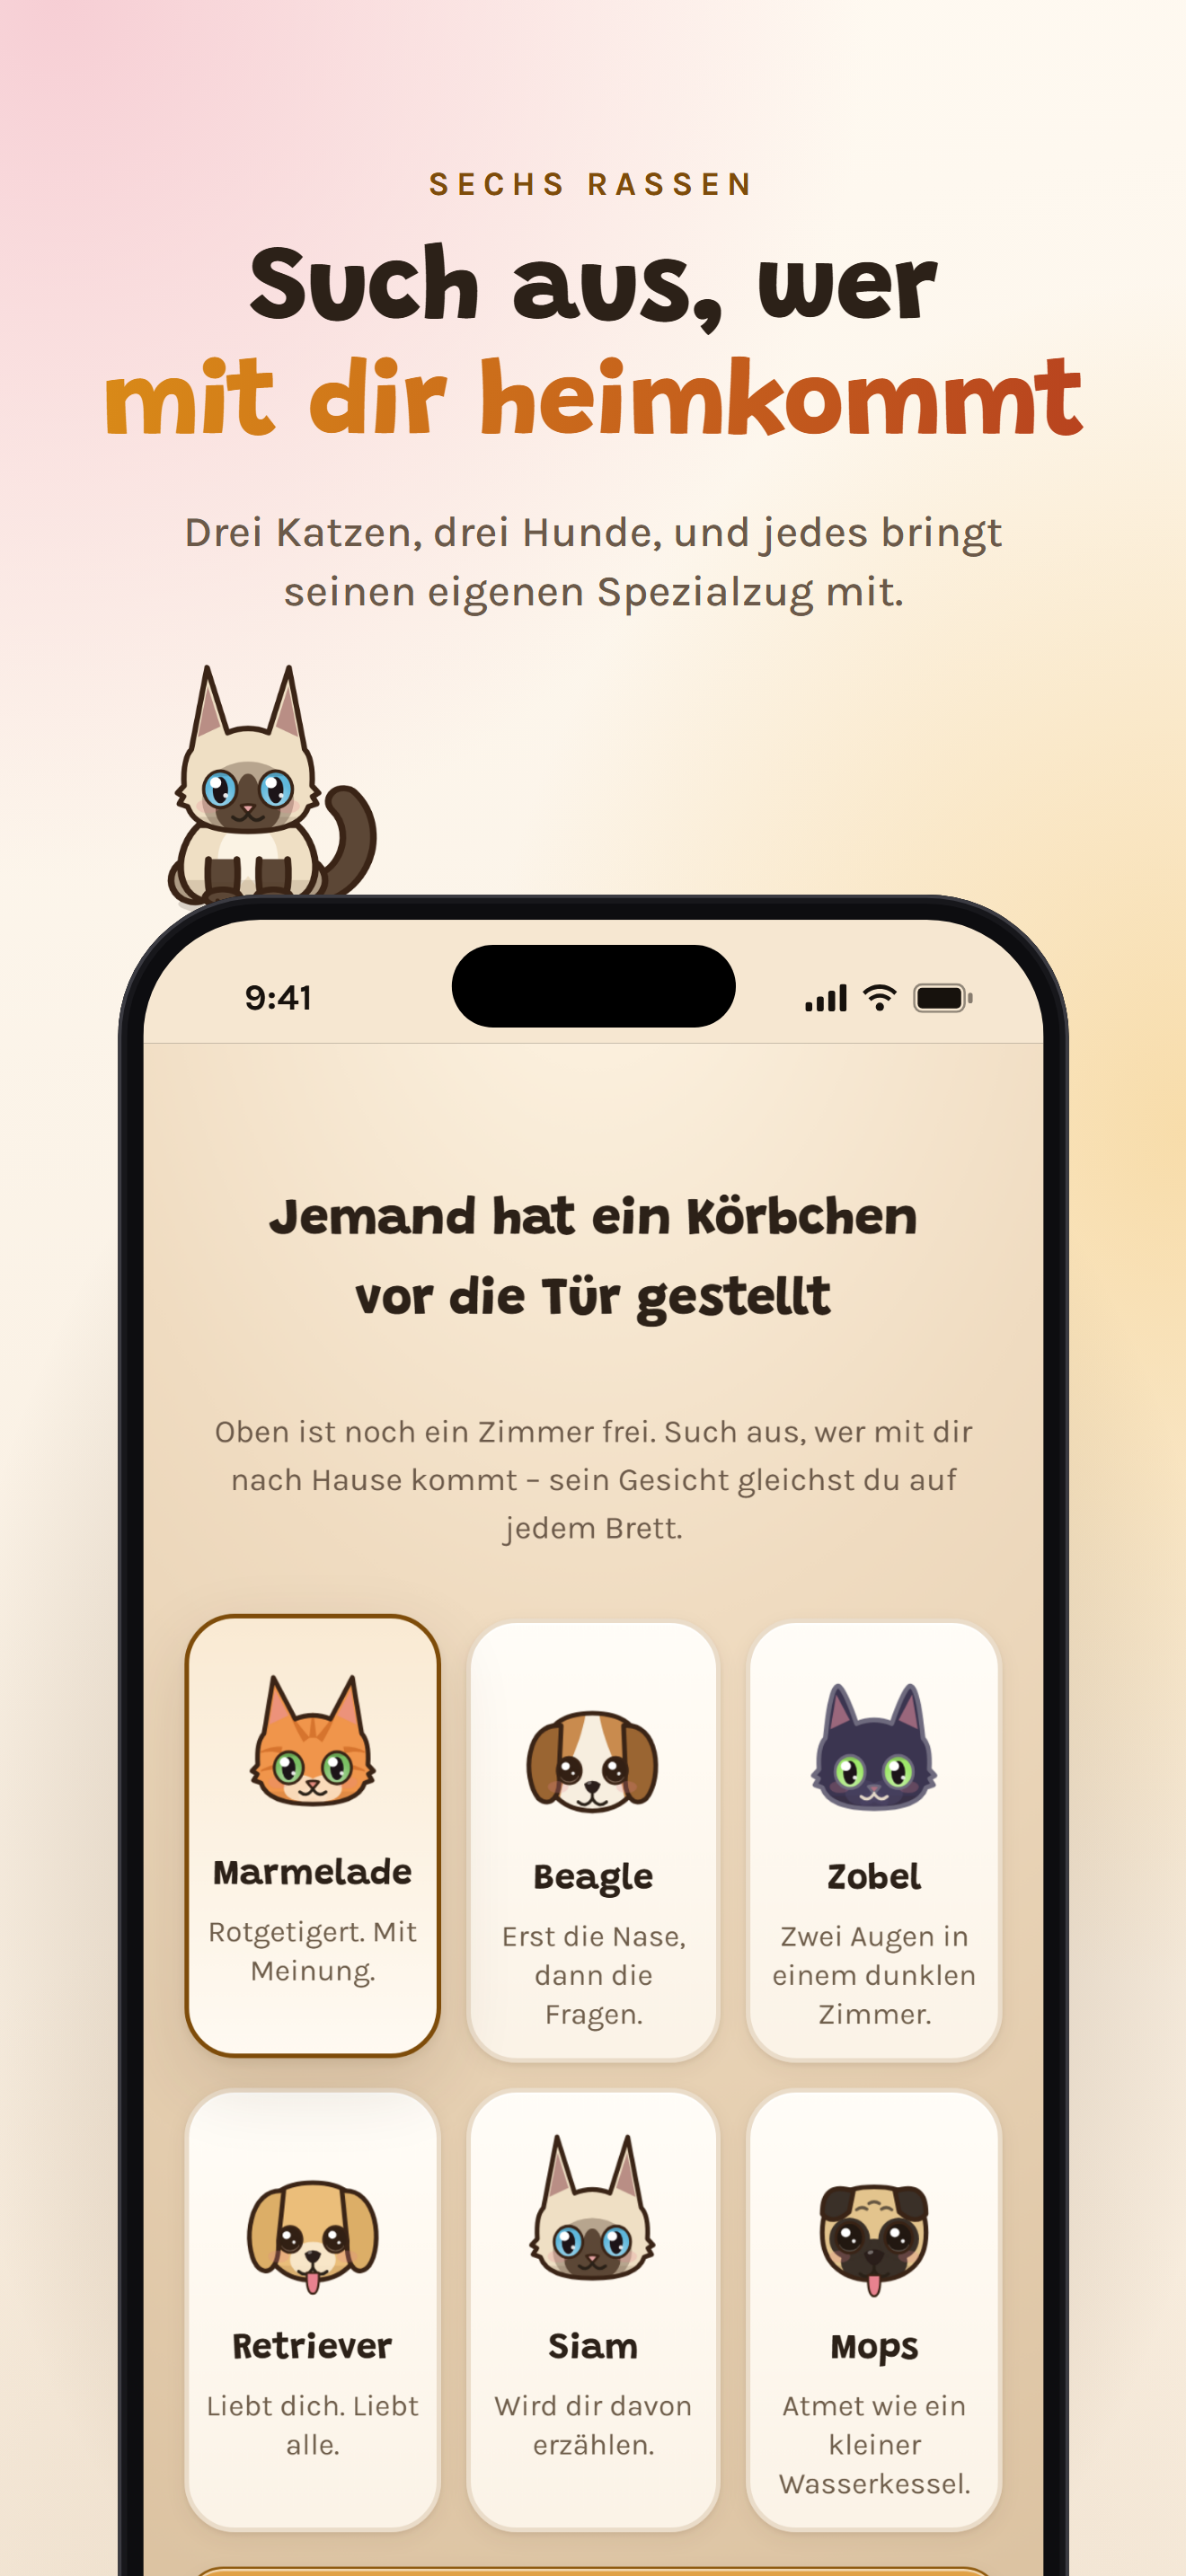 SECHS RASSEN
Such aus, wer
mit dir heimkommt
Drei Katzen, drei Hunde, und jedes bringt
seinen eigenen Spezialzug mit.
9:41
Jemand hat ein Körbchen
vor die Tür gestellt
Oben ist noch ein Zimmer frei. Such aus, wer mit dir
nach Hause kommt – sein Gesicht gleichst du auf
jedem Brett.
Marmelade
Rotgetigert. Mit
Meinung.
Beagle
Erst die Nase,
dann die
Fragen.
Zobel
Zwei Augen in
einem dunklen
Zimmer.
Retriever
Liebt dich. Liebt
alle.
Siam
Wird dir davon
erzählen.
Mops
Atmet wie ein
kleiner
Wasserkessel.